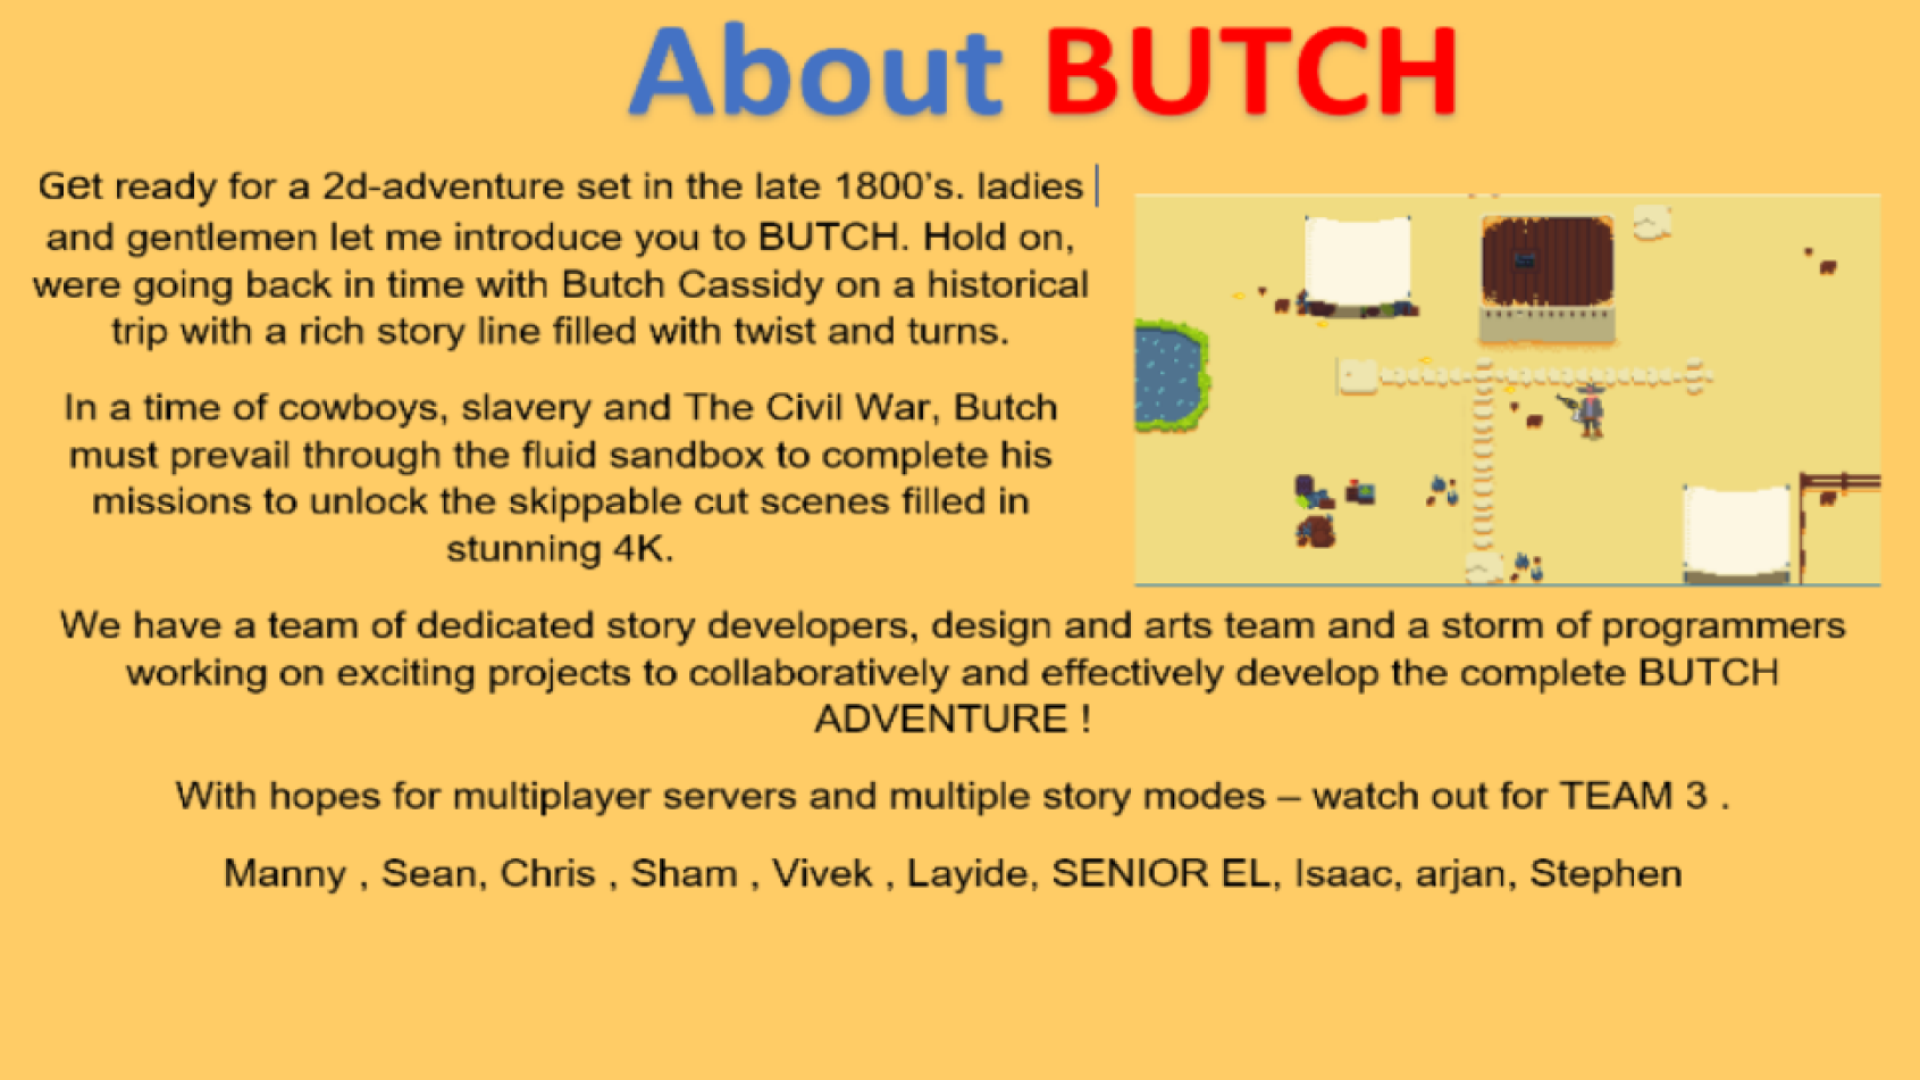 About BUTCH
Get ready for a 2d-adventure set in the late 1800's. ladies
and gentlemen let me introduce you to BUTCH. Hold on,
were going back in time with Butch Cassidy on a historical
trip with a rich story line filled with twist and turns.
In a time of cowboys, slavery and The Civil War, Butch
must prevail through the fluid sandbox to complete his
missions to unlock the skippable cut scenes filled in
stunning 4K.
We have a team of dedicated story developers, design and arts team and a storm of programmers
working on exciting projects to collaboratively and effectively develop the complete BUTCH
ADVENTURE !
With hopes for multiplayer servers and multiple story modes – watch out for TEAM 3 .
Manny , Sean, Chris , Sham , Vivek , Layide, SENIOR EL, Isaac, arjan, Stephen